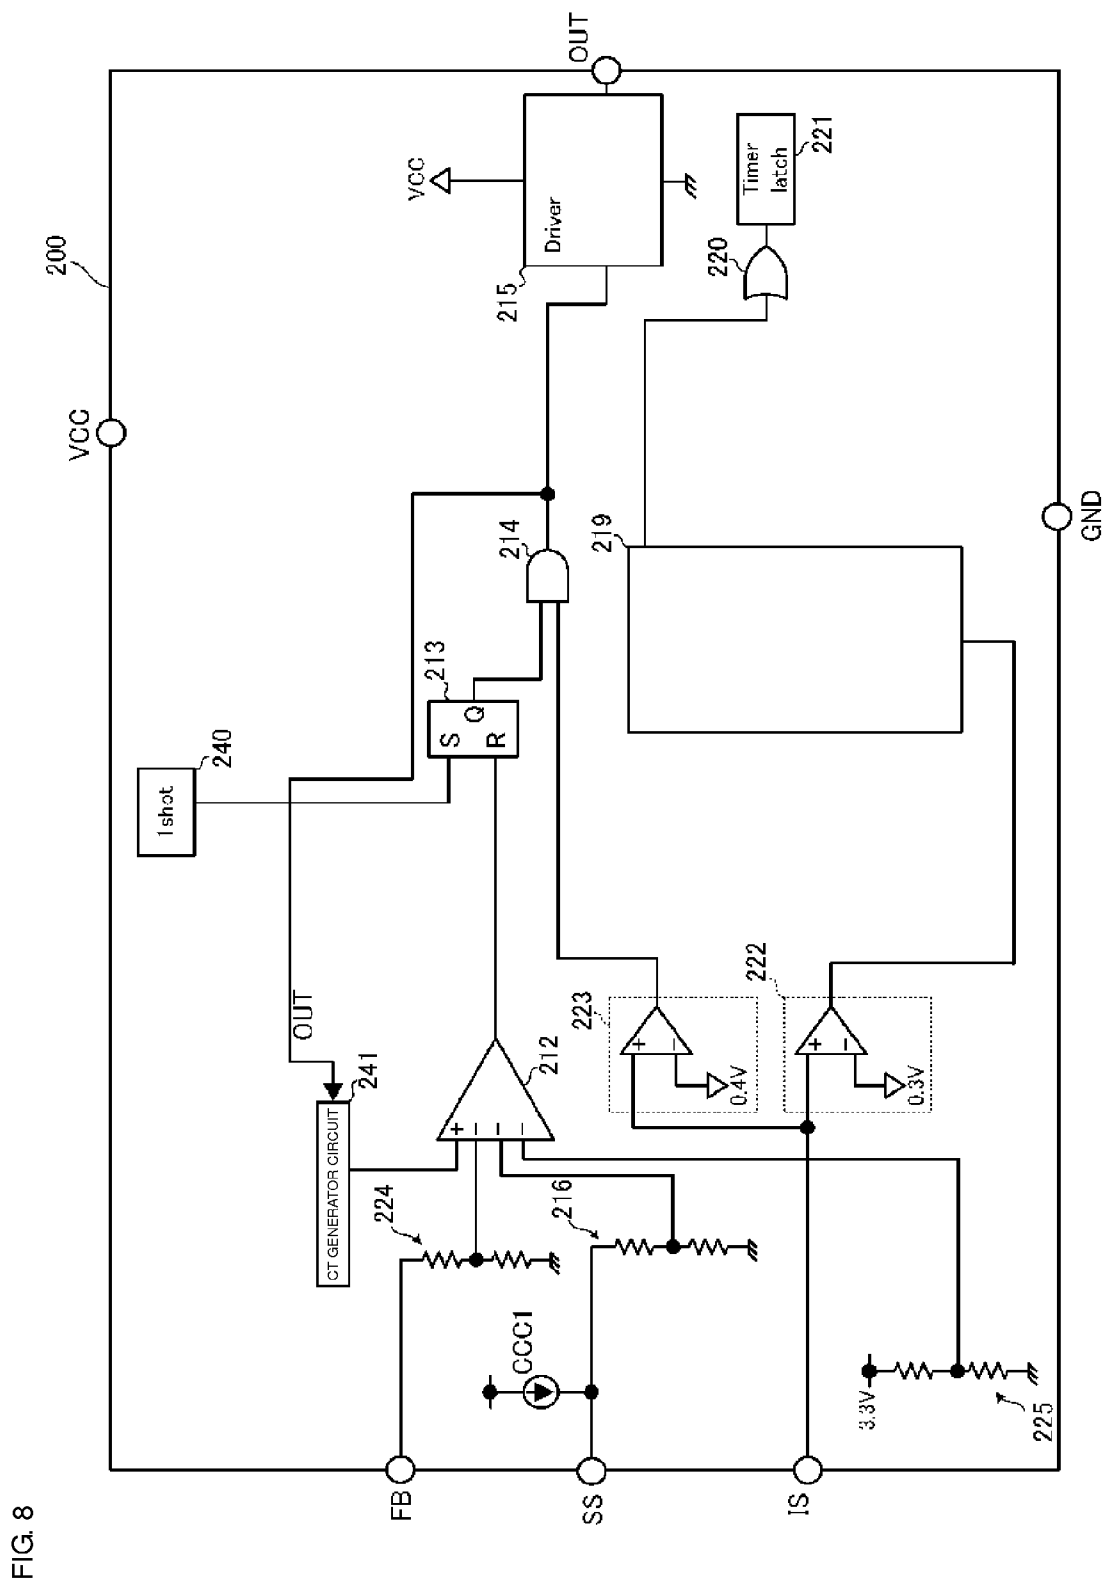 FIG. 8
200
VCC
OUT
1shot
240
OUT
CT GENERATOR CIRCUIT
241
VCC
Driver
215
213
S
Q
R
214
FB
224
+
−
−
−
212
CCC1
SS
216
223
+
−
0.4V
222
+
−
0.3V
IS
3.3V
225
219
220
Timer
latch
221
GND